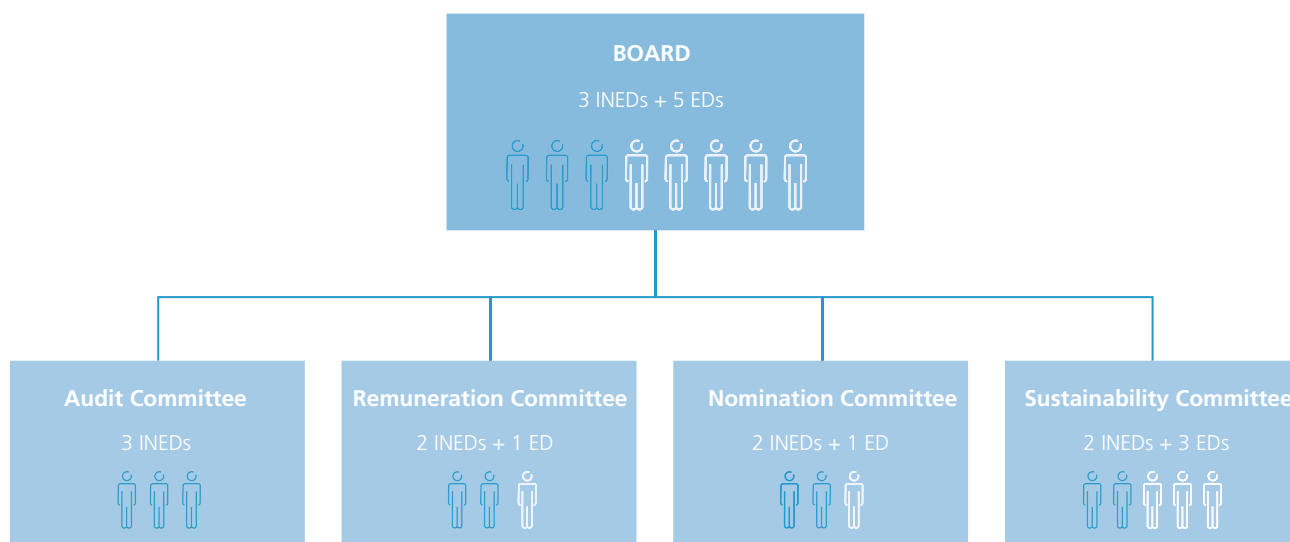 BOARD
3 INEDs + 5 EDs
Audit Committee
3 INEDs
Remuneration Committee
2 INEDs + 1 ED
Nomination Committee
2 INEDs + 1 ED
Sustainability Committee
2 INEDs + 3 EDs